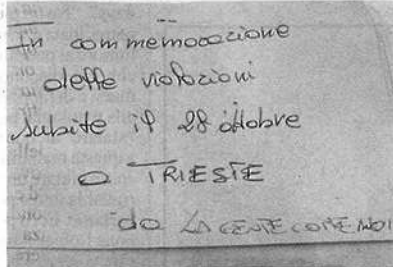 In commemorazione
delle violazioni
subite il 28 ottobre
a TRIESTE
da LA GENTE COME NOI